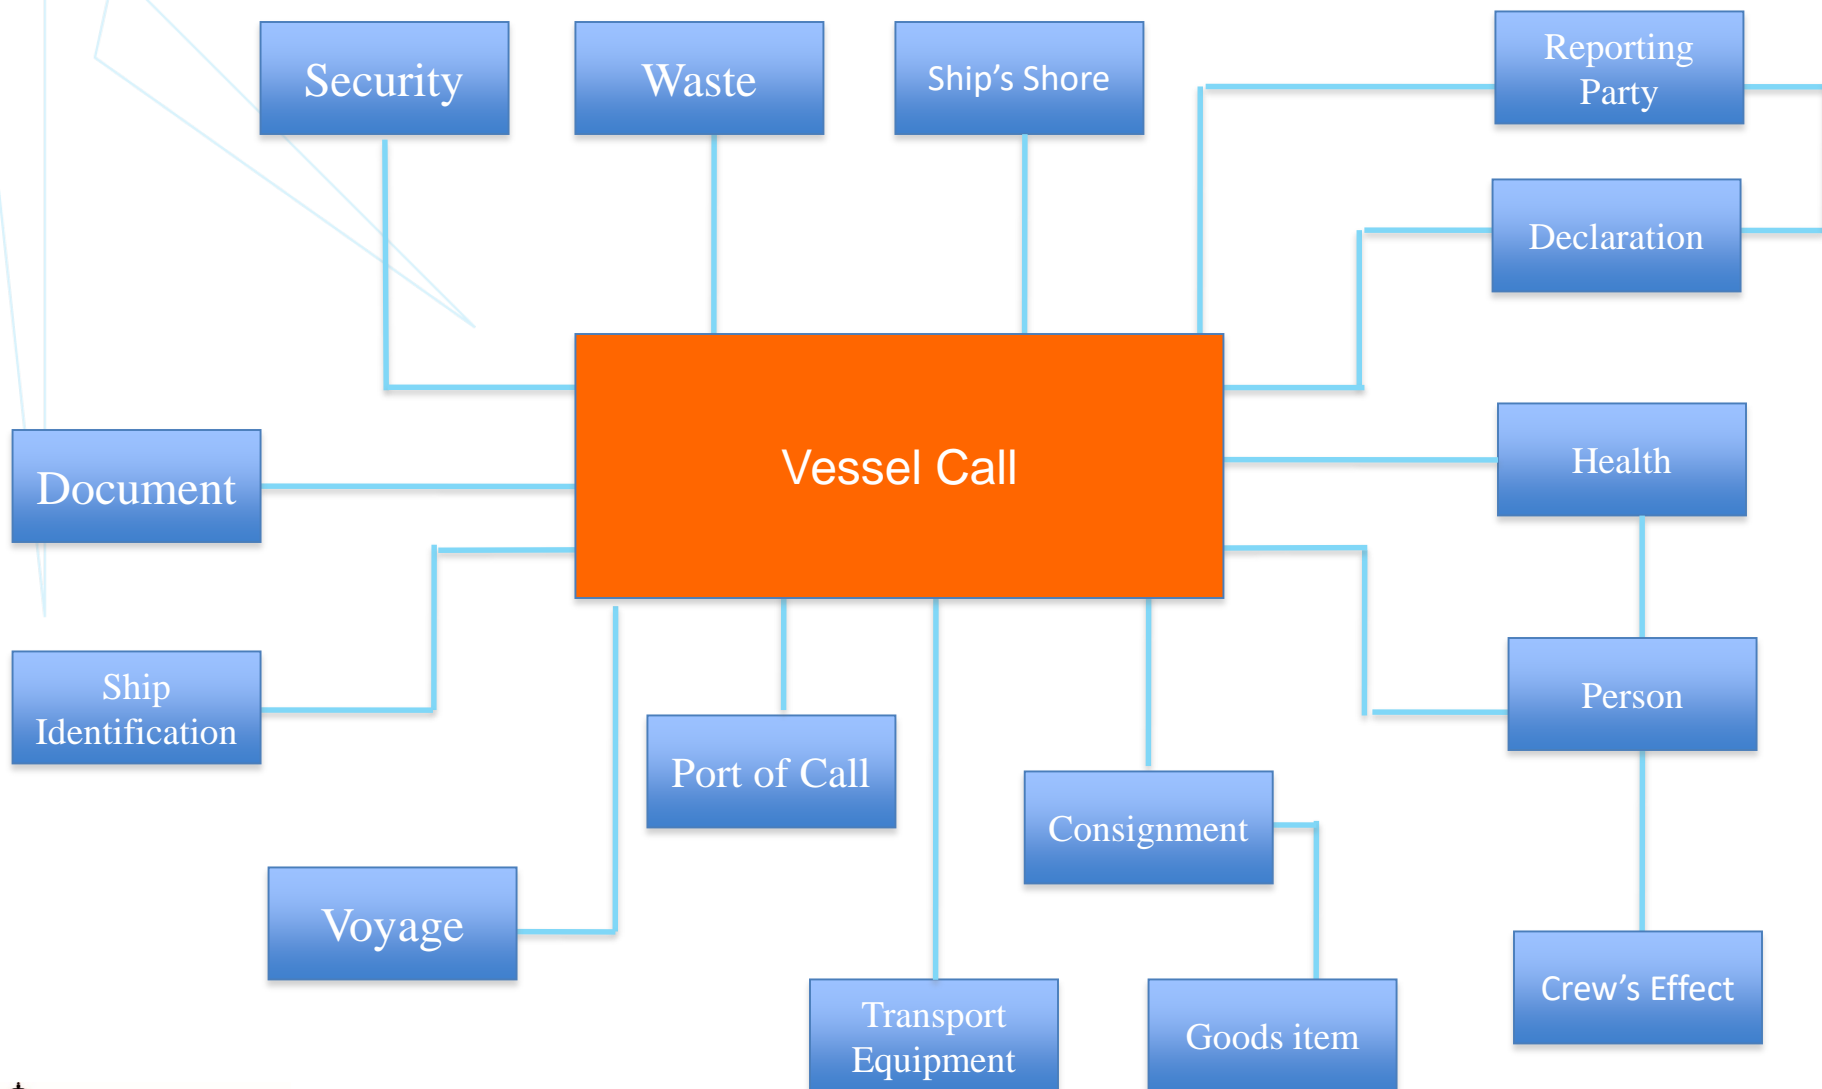 Security
Waste
Ship's Shore
Reporting
Party
Declaration
Vessel Call
Health
Document
Ship
Identification
Person
Port of Call
Consignment
Voyage
Crew's Effect
Transport
Equipment
Goods item